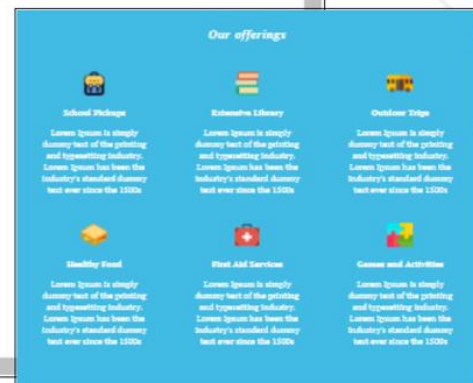 Our offerings
School Pickups
Extensive Library
Outdoor Trips
Lorem Ipsum is simply
dummy text of the printing
and typesetting industry.
Lorem Ipsum has been the
industry's standard dummy
text ever since the 1500s
Lorem Ipsum is simply
dummy text of the printing
and typesetting industry.
Lorem Ipsum has been the
industry's standard dummy
text ever since the 1500s
Lorem Ipsum is simply
dummy text of the printing
and typesetting industry.
Lorem Ipsum has been the
industry's standard dummy
text ever since the 1500s
Healthy Food
First Aid Services
Games and Activities
Lorem Ipsum is simply
dummy text of the printing
and typesetting industry.
Lorem Ipsum has been the
industry's standard dummy
text ever since the 1500s
Lorem Ipsum is simply
dummy text of the printing
and typesetting industry.
Lorem Ipsum has been the
industry's standard dummy
text ever since the 1500s
Lorem Ipsum is simply
dummy text of the printing
and typesetting industry.
Lorem Ipsum has been the
industry's standard dummy
text ever since the 1500s